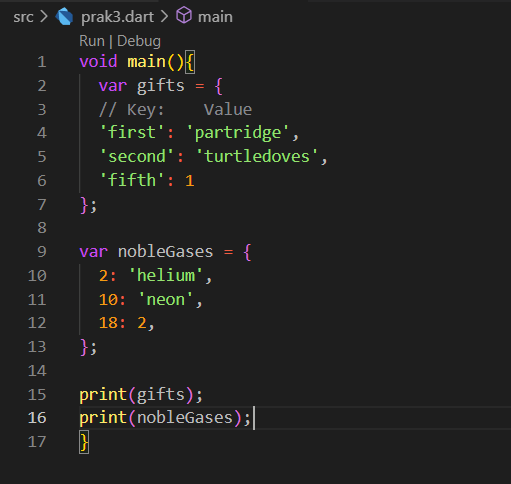 src > prak3.dart > main
Run | Debug
1 void main(){
2   var gifts = {
3   // Key:    Value
4   'first': 'partridge',
5   'second': 'turtledoves',
6   'fifth': 1
7 };
8
9 var nobleGases = {
10   2: 'helium',
11   10: 'neon',
12   18: 2,
13 };
14
15 print(gifts);
16 print(nobleGases);
17 }